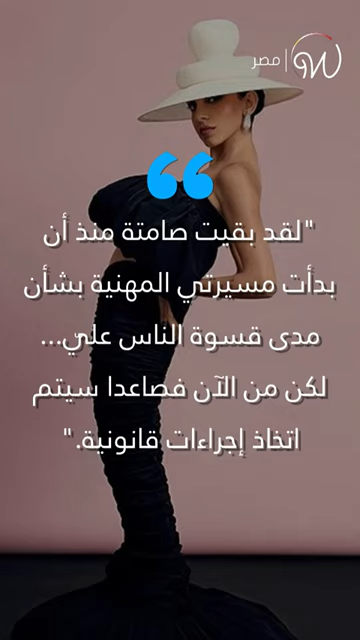 مصر | W
"لقد بقيت صامتة منذ أن
بدأت مسيرتي المهنية بشأن
مدى قسوة الناس علي...
لكن من الآن فصاعدا سيتم
اتخاذ إجراءات قانونية."